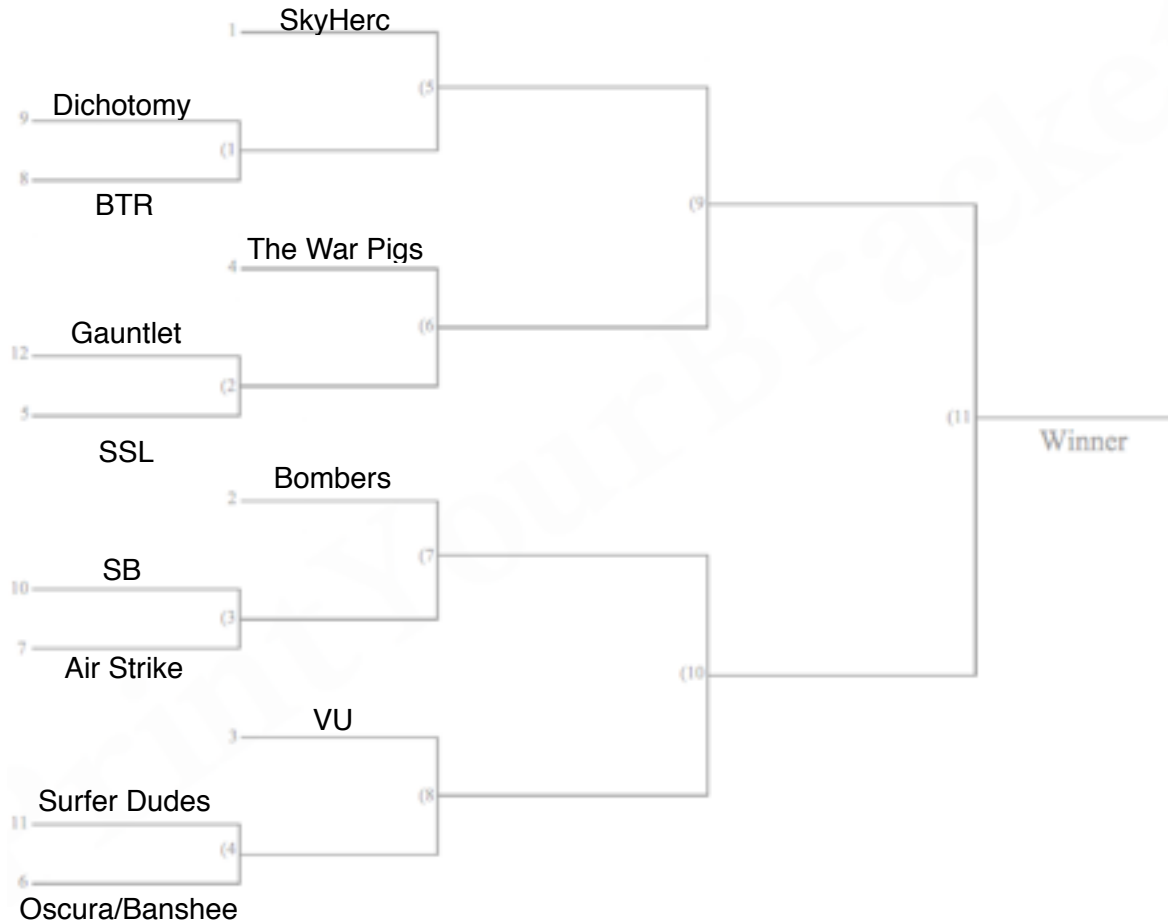 1 SkyHerc
(5
9 Dichotomy
(1
8
BTR
(9
4 The War Pigs
(6
Gauntlet
12
(2
5
(11
Winner
SSL
2 Bombers
(7
SB
10
(3
7
Air Strike
(10
3 VU
(8
Surfer Dudes
11
(4
6
Oscura/Banshee
PrintYourBracke